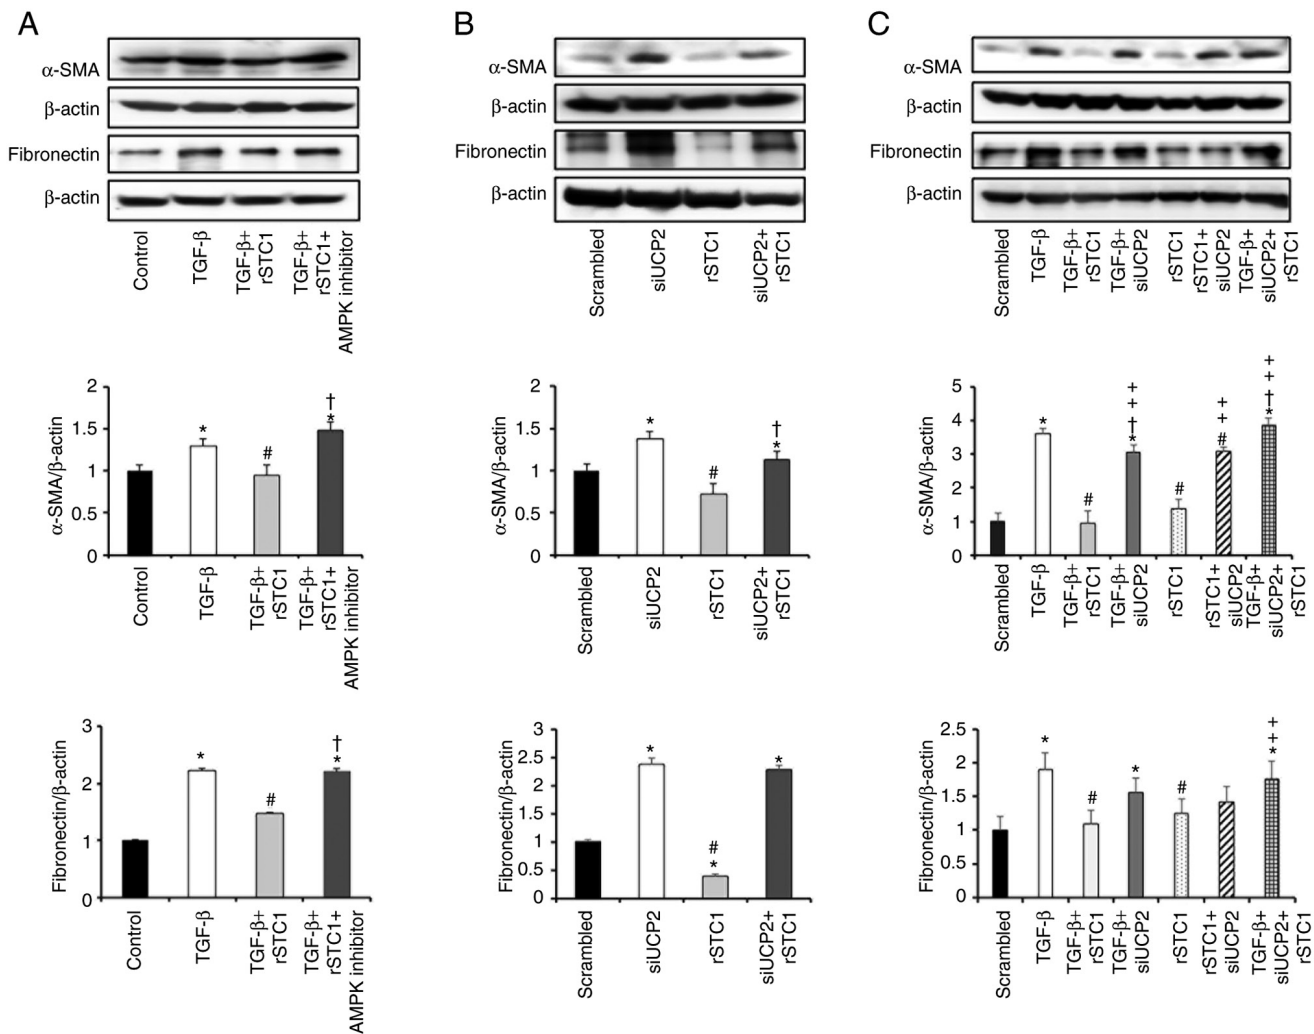 A
α-SMA
β-actin
Fibronectin
β-actin
Control
TGF-β
TGF-β+
rSTC1
TGF-β+
rSTC1+
AMPK inhibitor
B
α-SMA
β-actin
Fibronectin
β-actin
Scrambled
siUCP2
rSTC1
siUCP2+
rSTC1
C
α-SMA
β-actin
Fibronectin
β-actin
Scrambled
TGF-β
TGF-β+
rSTC1
TGF-β+
siUCP2
rSTC1
rSTC1+
siUCP2
TGF-β+
siUCP2+
rSTC1
α-SMA/β-actin
2
1.5
1
0.5
0
*
#
†
*
Control
TGF-β
TGF-β+
rSTC1
TGF-β+
rSTC1+
AMPK inhibitor
α-SMA/β-actin
2
1.5
1
0.5
0
*
#
†
*
Scrambled
siUCP2
rSTC1
siUCP2+
rSTC1
α-SMA/β-actin
5
4
3
2
1
0
*
#
+
+
†
*
#
+
+
#
+
+
†
*
Scrambled
TGF-β
TGF-β+
rSTC1
TGF-β+
siUCP2
rSTC1
rSTC1+
siUCP2
TGF-β+
siUCP2+
rSTC1
Fibronectin/β-actin
3
2
1
0
*
#
†
*
Control
TGF-β
TGF-β+
rSTC1
TGF-β+
rSTC1+
AMPK inhibitor
Fibronectin/β-actin
3
2.5
2
1.5
1
0.5
0
*
#
*
*
Scrambled
siUCP2
rSTC1
siUCP2+
rSTC1
Fibronectin/β-actin
2.5
2
1.5
1
0.5
0
*
#
*
#
+
+
*
Scrambled
TGF-β
TGF-β+
rSTC1
TGF-β+
siUCP2
rSTC1
rSTC1+
siUCP2
TGF-β+
siUCP2+
rSTC1